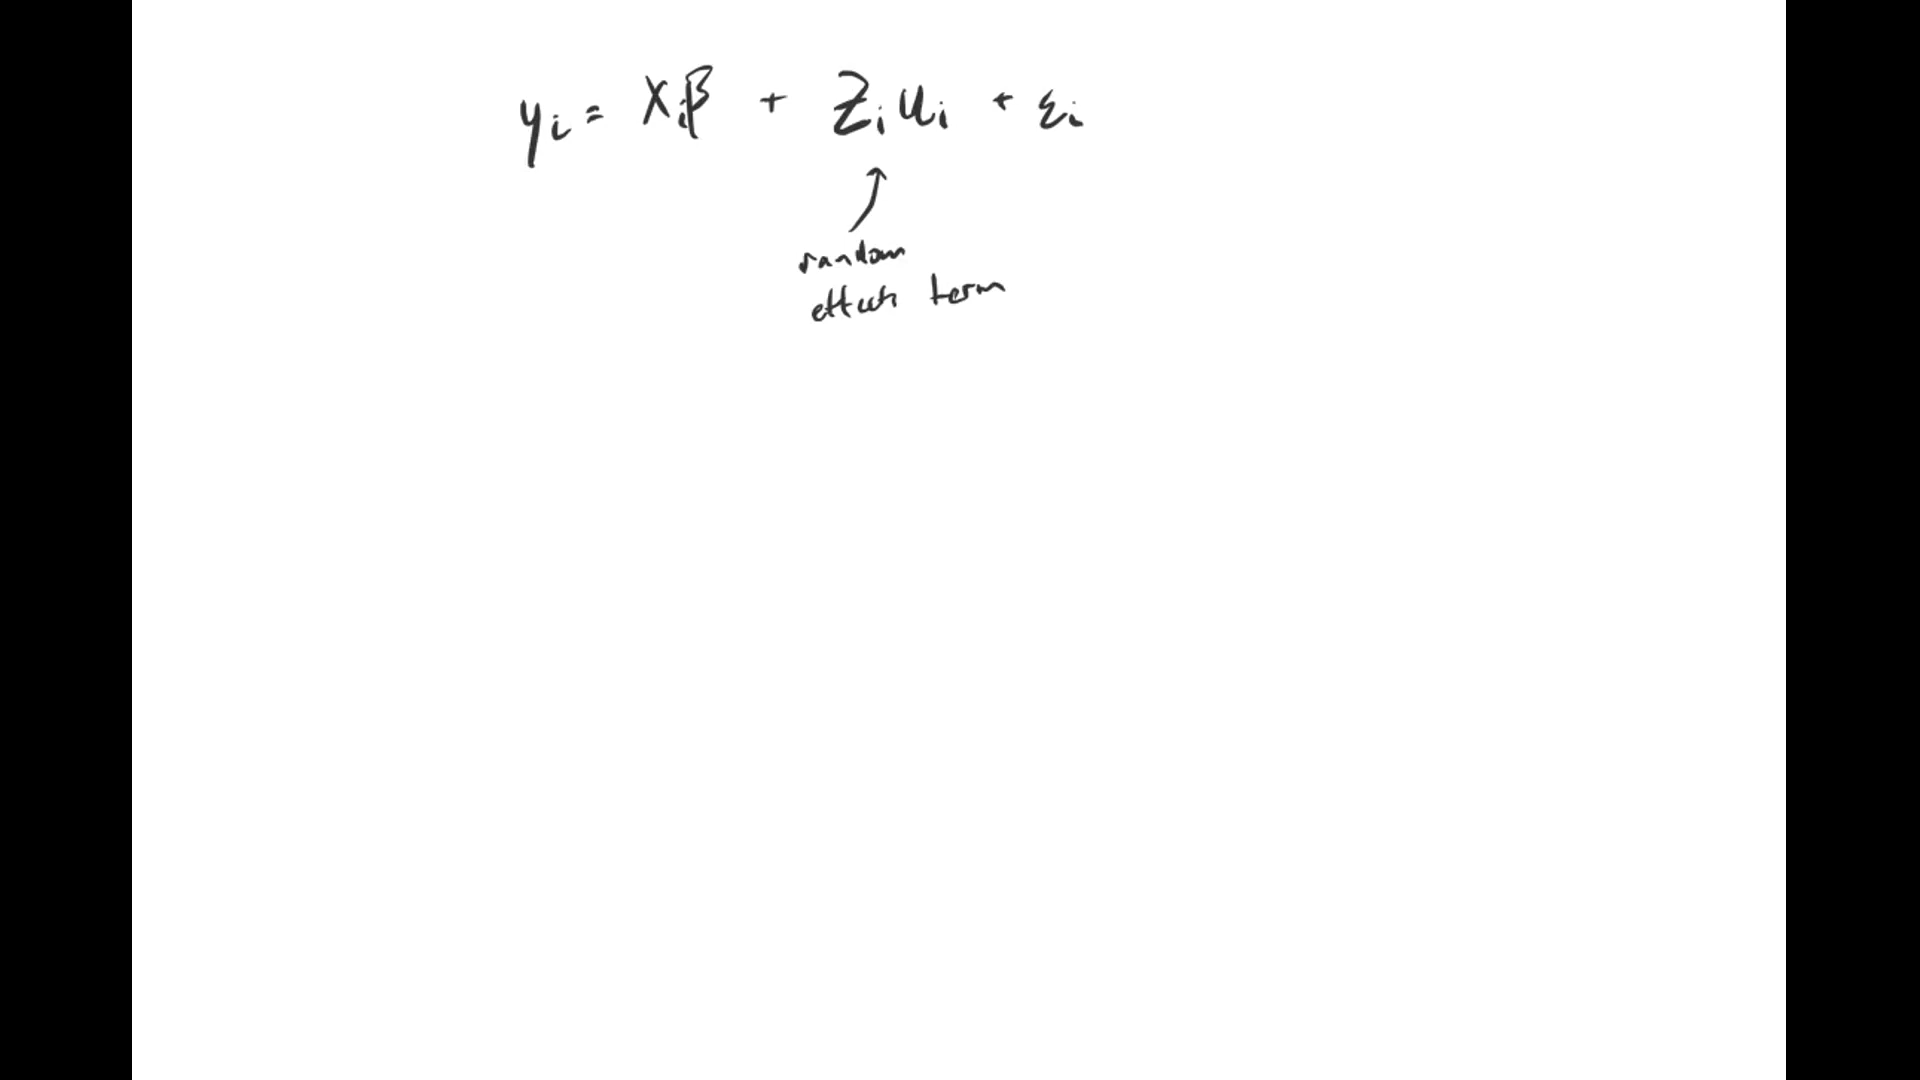 yᵢ = Xᵢβ + Zᵢuᵢ + εᵢ
random
effects term